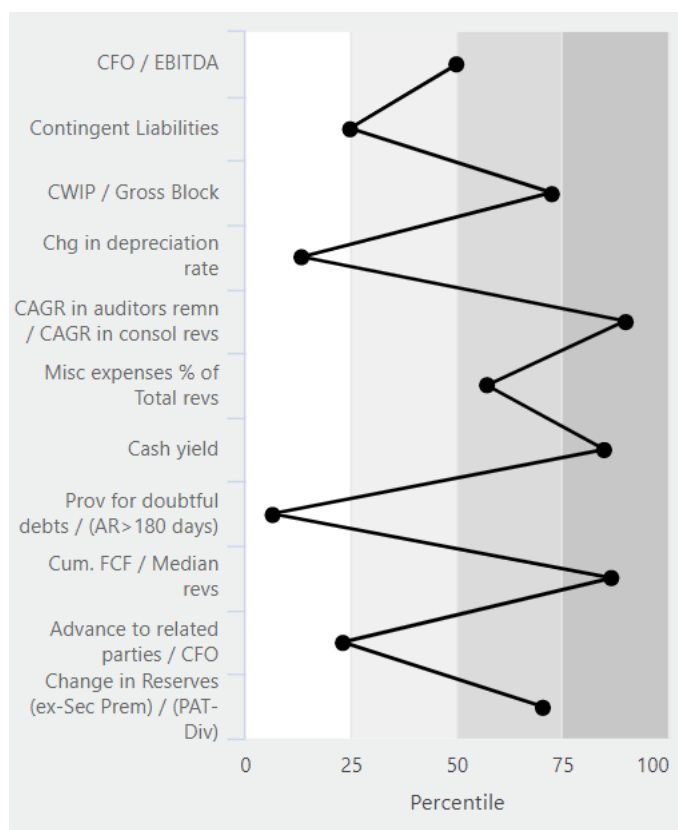 CFO / EBITDA
Contingent Liabilities
CWIP / Gross Block
Chg in depreciation
rate
CAGR in auditors remn
/ CAGR in consol revs
Misc expenses % of
Total revs
Cash yield
Prov for doubtful
debts / (AR>180 days)
Cum. FCF / Median
revs
Advance to related
parties / CFO
Change in Reserves
(ex-Sec Prem) / (PAT-
Div)
0 25 50 75 100
Percentile